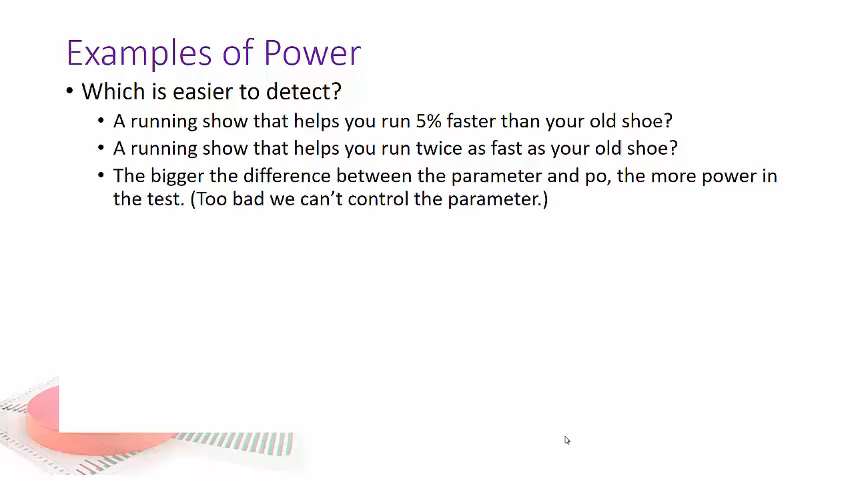 Examples of Power
• Which is easier to detect?
• A running show that helps you run 5% faster than your old shoe?
• A running show that helps you run twice as fast as your old shoe?
• The bigger the difference between the parameter and po, the more power in
the test. (Too bad we can't control the parameter.)